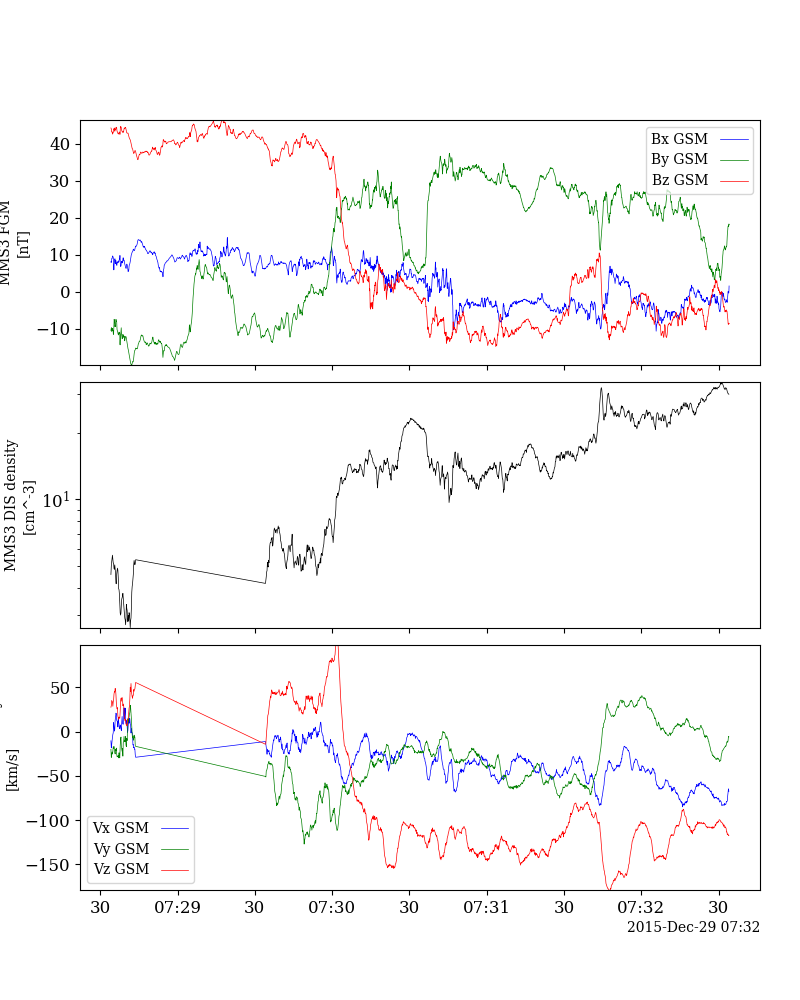 40
30
20
10
0
−10
MMS3 FGM
[nT]
Bx GSM
By GSM
Bz GSM
10^1
MMS3 DIS density
[cm^-3]
50
0
−50
−100
−150
[km/s]
Vx GSM
Vy GSM
Vz GSM
30 07:29 30 07:30 30 07:31 30 07:32 30
2015-Dec-29 07:32